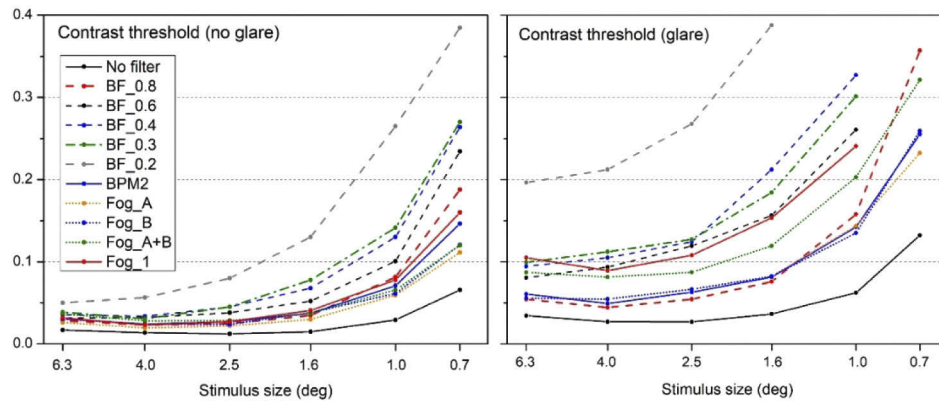 0.4
0.3
0.2
0.1
0.0
Contrast threshold (no glare)
No filter
BF_0.8
BF_0.6
BF_0.4
BF_0.3
BF_0.2
BPM2
Fog_A
Fog_B
Fog_A+B
Fog_1
6.3 4.0 2.5 1.6 1.0 0.7
Stimulus size (deg)
Contrast threshold (glare)
6.3 4.0 2.5 1.6 1.0 0.7
Stimulus size (deg)